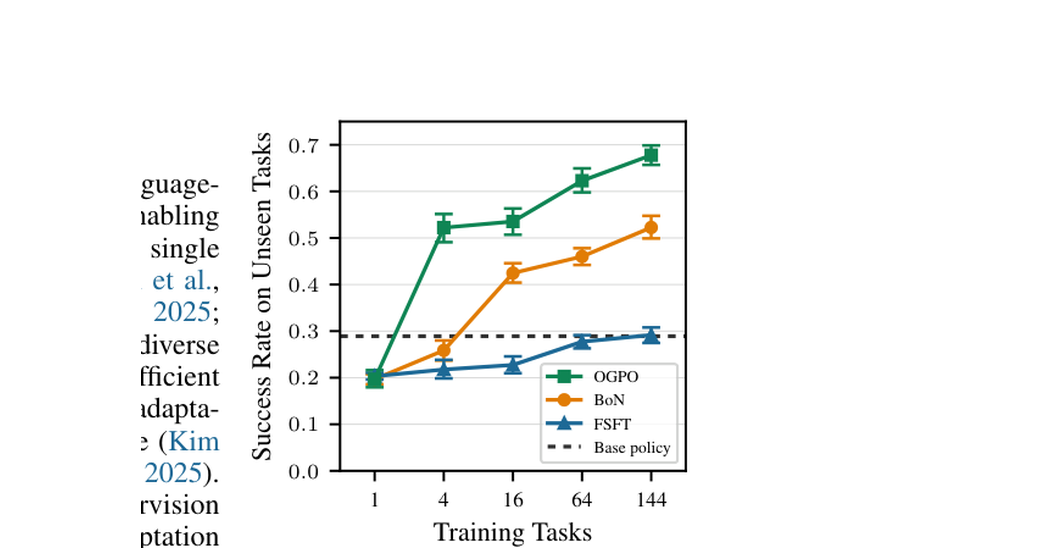 guage-
single
et al.,
2025;
diverse
fficient
adapta-
e (Kim
2025).
rvision
ptation
Success Rate on Unseen Tasks
0.7
0.6
0.5
0.4
0.3
0.2
0.1
0.0
1 4 16 64 144
Training Tasks
OGPO
BoN
FSFT
Base policy